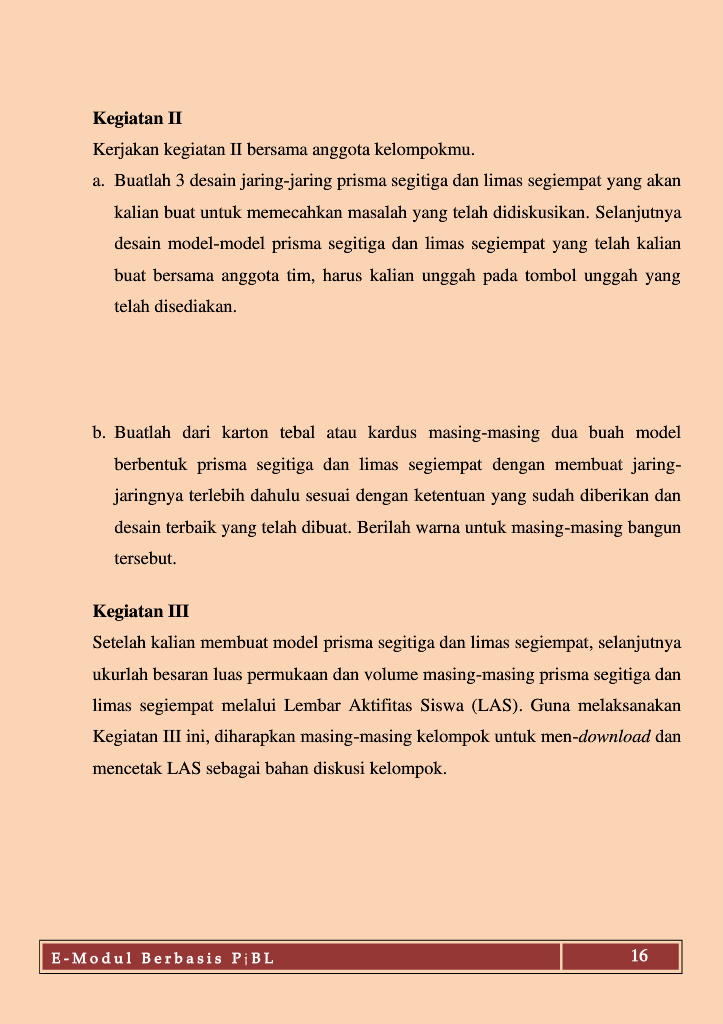 Kegiatan II
Kerjakan kegiatan II bersama anggota kelompokmu.
a. Buatlah 3 desain jaring-jaring prisma segitiga dan limas segiempat yang akan
kalian buat untuk memecahkan masalah yang telah didiskusikan. Selanjutnya
desain model-model prisma segitiga dan limas segiempat yang telah kalian
buat bersama anggota tim, harus kalian unggah pada tombol unggah yang
telah disediakan.
b. Buatlah dari karton tebal atau kardus masing-masing dua buah model
berbentuk prisma segitiga dan limas segiempat dengan membuat jaring-
jaringnya terlebih dahulu sesuai dengan ketentuan yang sudah diberikan dan
desain terbaik yang telah dibuat. Berilah warna untuk masing-masing bangun
tersebut.
Kegiatan III
Setelah kalian membuat model prisma segitiga dan limas segiempat, selanjutnya
ukurlah besaran luas permukaan dan volume masing-masing prisma segitiga dan
limas segiempat melalui Lembar Aktifitas Siswa (LAS). Guna melaksanakan
Kegiatan III ini, diharapkan masing-masing kelompok untuk men-download dan
mencetak LAS sebagai bahan diskusi kelompok.
E-Modul Berbasis PjBL 16